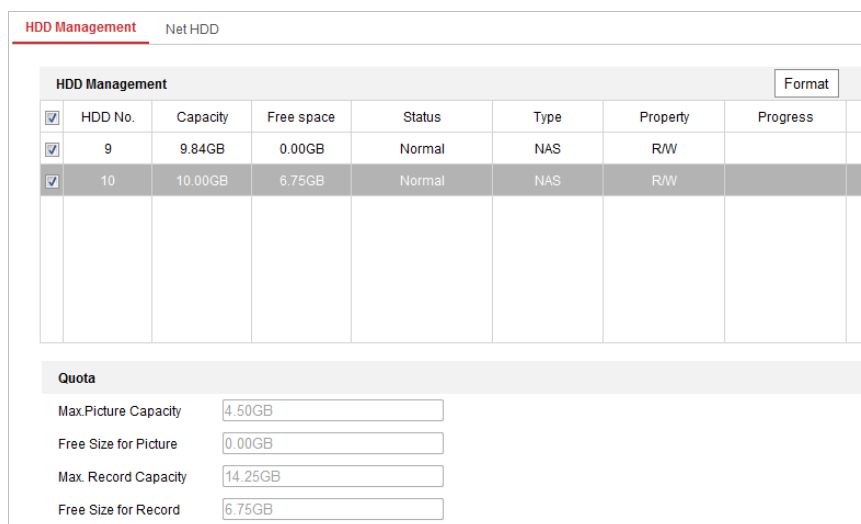 HDD Management Net HDD
HDD Management Format
HDD No. Capacity Free space Status Type Property Progress
9 9.84GB 0.00GB Normal NAS R/W
10 10.00GB 6.75GB Normal NAS R/W
Quota
Max.Picture Capacity 4.50GB
Free Size for Picture 0.00GB
Max. Record Capacity 14.25GB
Free Size for Record 6.75GB